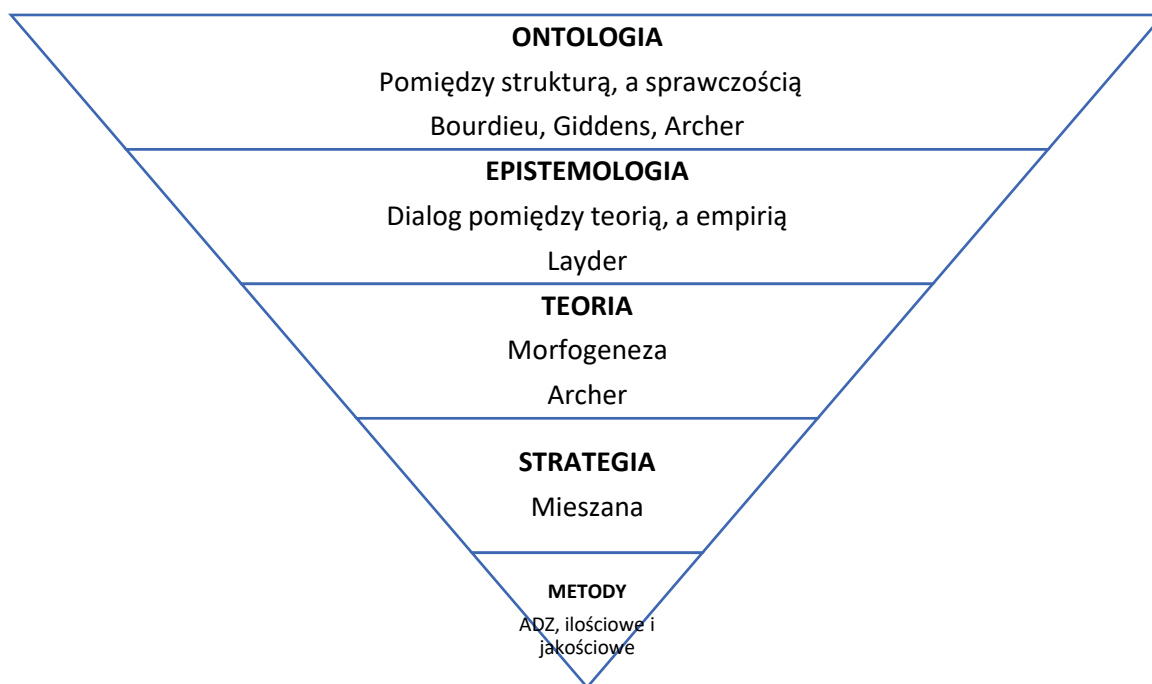 ONTOLOGIA
Pomiędzy strukturą, a sprawczością
Bourdieu, Giddens, Archer
EPISTEMOLOGIA
Dialog pomiędzy teorią, a empirią
Layder
TEORIA
Morfogeneza
Archer
STRATEGIA
Mieszana
METODY
ADZ, ilościowe i
jakościowe